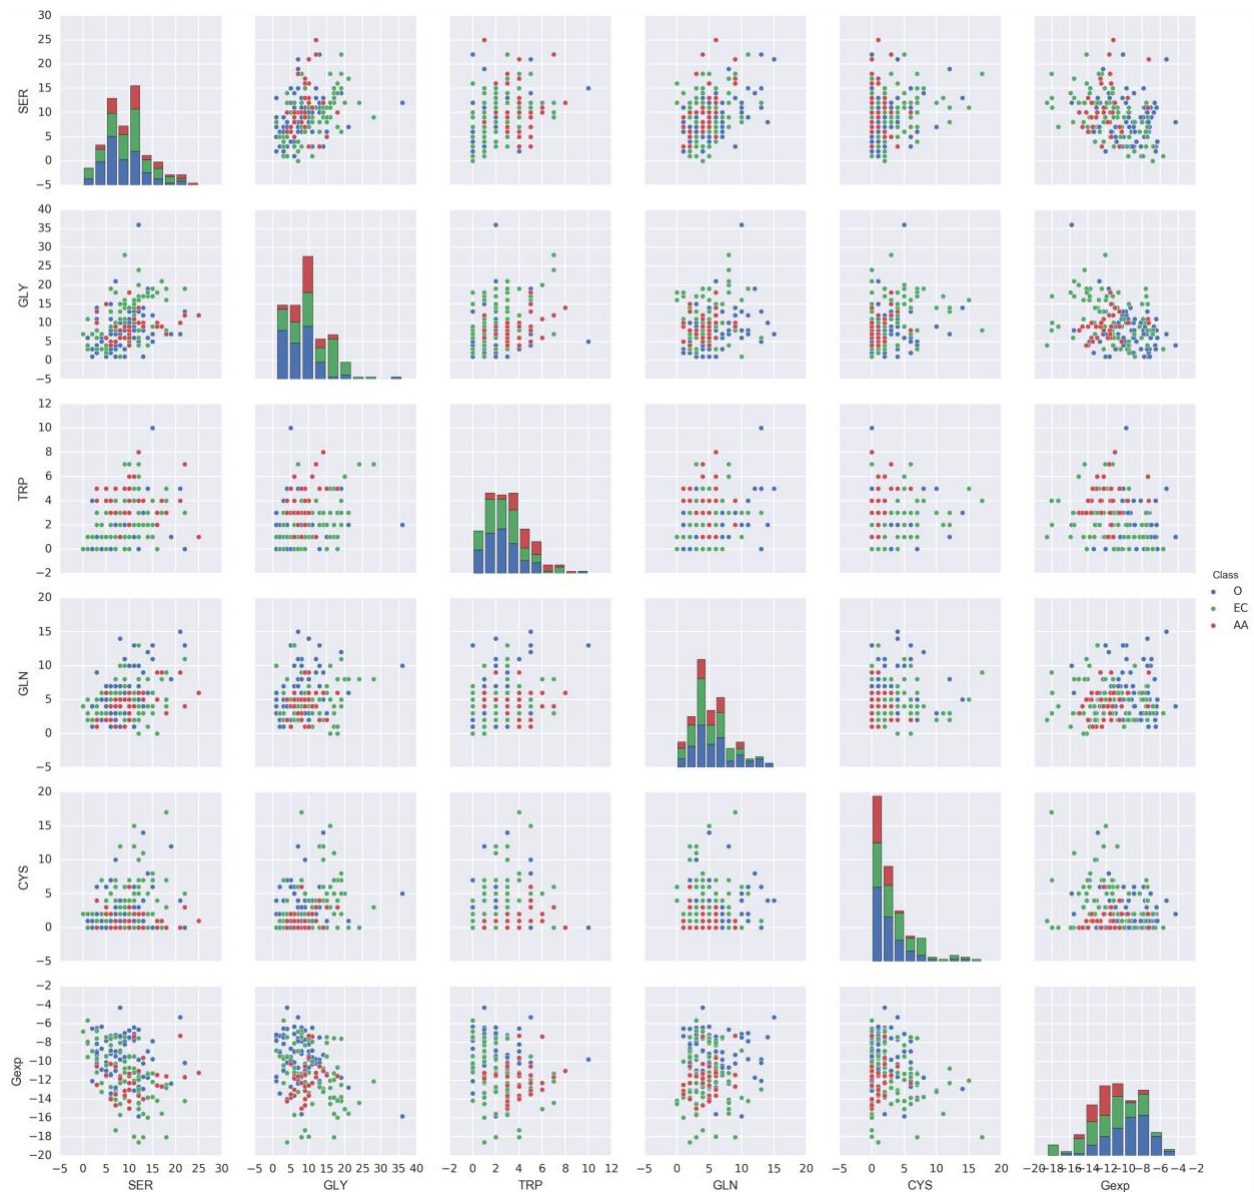 30
25
20
15
10
5
0
−5
SER
40
35
30
25
20
15
10
5
0
−5
GLY
12
10
8
6
4
2
0
−2
TRP
Class
O
EC
AA
20
15
10
5
0
−5
GLN
20
15
10
5
0
−5
CYS
−2
−4
−6
−8
−10
−12
−14
−16
−18
−20
Gexp
−5 0 5 10 15 20 25 30
−5 0 5 10 15 20 25 30 35 40
−2 0 2 4 6 8 10 12
−5 0 5 10 15 20
−5 0 5 10 15 20
−20−18−16−14−12−10−8 −6 −4 −2
SER GLY TRP GLN CYS Gexp